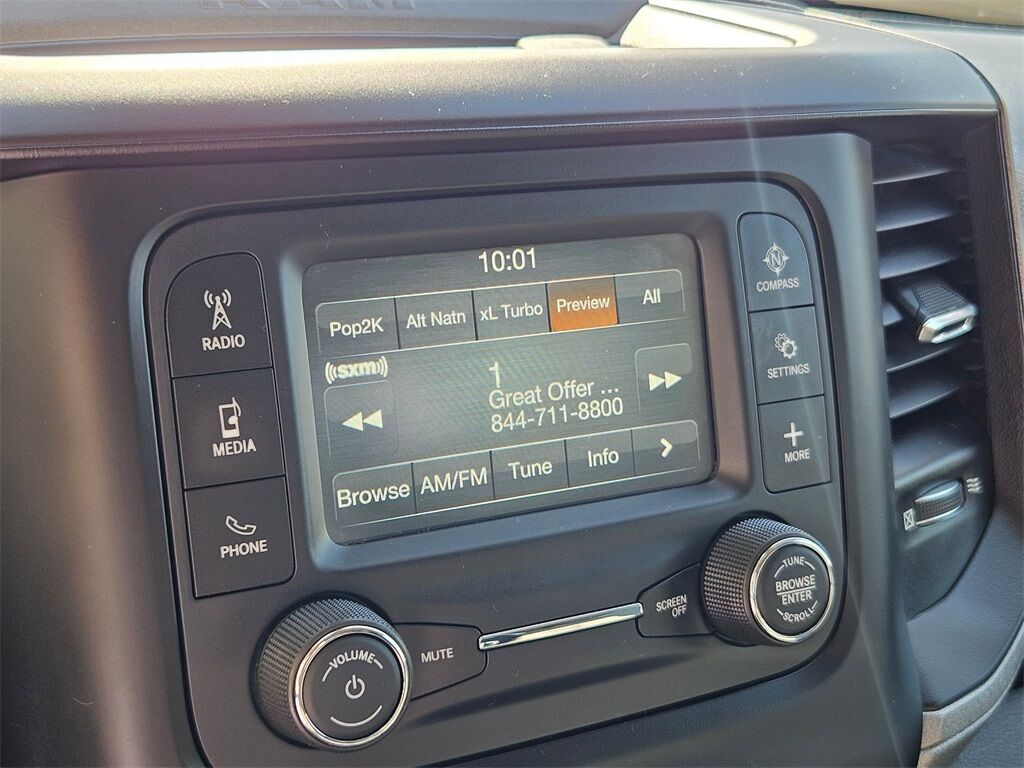 RAM
10:01
Pop2K
Alt Natn
xL Turbo
Preview
All
((sxm))
1
Great Offer ...
844-711-8800
Browse
AM/FM
Tune
Info
>
RADIO
MEDIA
PHONE
N
COMPASS
SETTINGS
+
MORE
VOLUME
MUTE
SCREEN
OFF
TUNE
BROWSE
ENTER
SCROLL